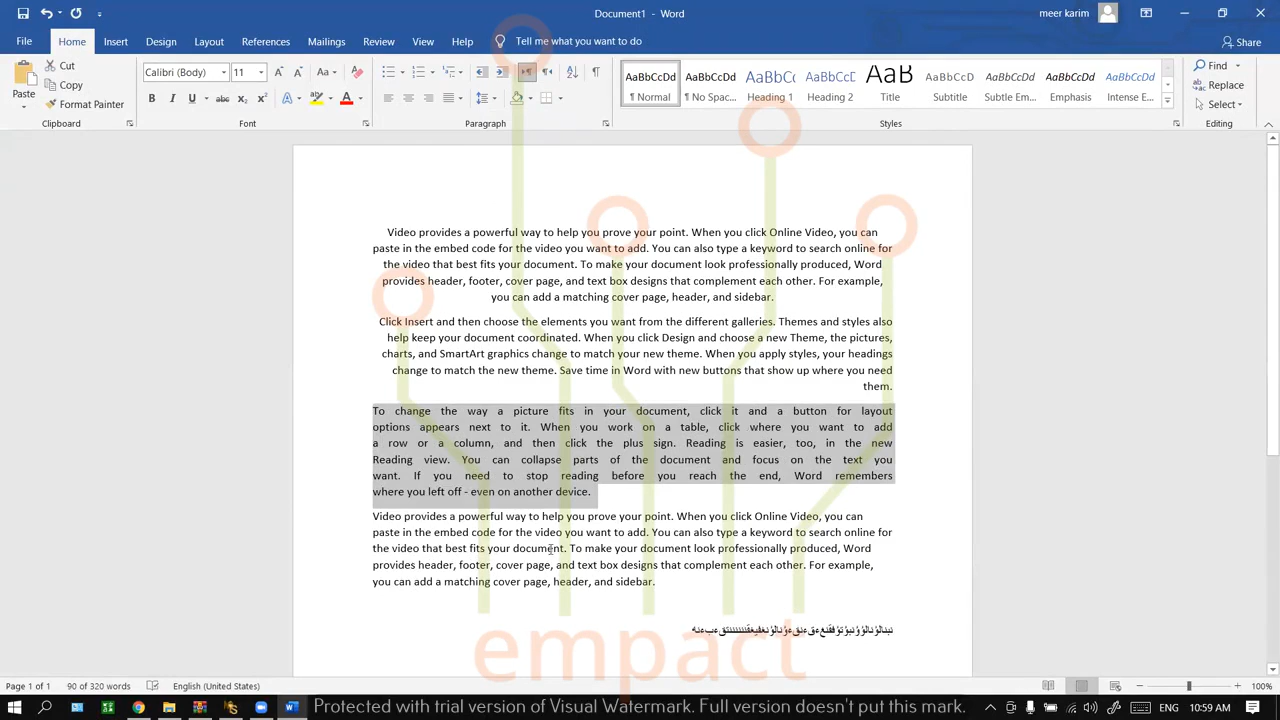 Document1 - Word
meer karim
File Home Insert Design Layout References Mailings Review View Help Tell me what you want to do
Share
Paste
Cut
Copy
Format Painter
Clipboard
Calibri (Body) 11
Font
Paragraph
AaBbCcDd AaBbCcDd AaBbCc AaBbCcD AaB AaBbCcD AaBbCcDd AaBbCcDd AaBbCcDd
¶ Normal ¶ No Spac... Heading 1 Heading 2 Title Subtitle Subtle Em... Emphasis Intense E...
Styles
Find
Replace
Select
Editing
Video provides a powerful way to help you prove your point. When you click Online Video, you can
paste in the embed code for the video you want to add. You can also type a keyword to search online for
the video that best fits your document. To make your document look professionally produced, Word
provides header, footer, cover page, and text box designs that complement each other. For example,
you can add a matching cover page, header, and sidebar.
Click Insert and then choose the elements you want from the different galleries. Themes and styles also
help keep your document coordinated. When you click Design and choose a new Theme, the pictures,
charts, and SmartArt graphics change to match your new theme. When you apply styles, your headings
change to match the new theme. Save time in Word with new buttons that show up where you need
them.
To change the way a picture fits in your document, click it and a button for layout
options appears next to it. When you work on a table, click where you want to add
a row or a column, and then click the plus sign. Reading is easier, too, in the new
Reading view. You can collapse parts of the document and focus on the text you
want. If you need to stop reading before you reach the end, Word remembers
where you left off - even on another device.
Video provides a powerful way to help you prove your point. When you click Online Video, you can
paste in the embed code for the video you want to add. You can also type a keyword to search online for
the video that best fits your document. To make your document look professionally produced, Word
provides header, footer, cover page, and text box designs that complement each other. For example,
you can add a matching cover page, header, and sidebar.
empact
Page 1 of 1 90 of 320 words English (United States) 100%
Protected with trial version of Visual Watermark. Full version doesn't put this mark.
ENG 10:59 AM